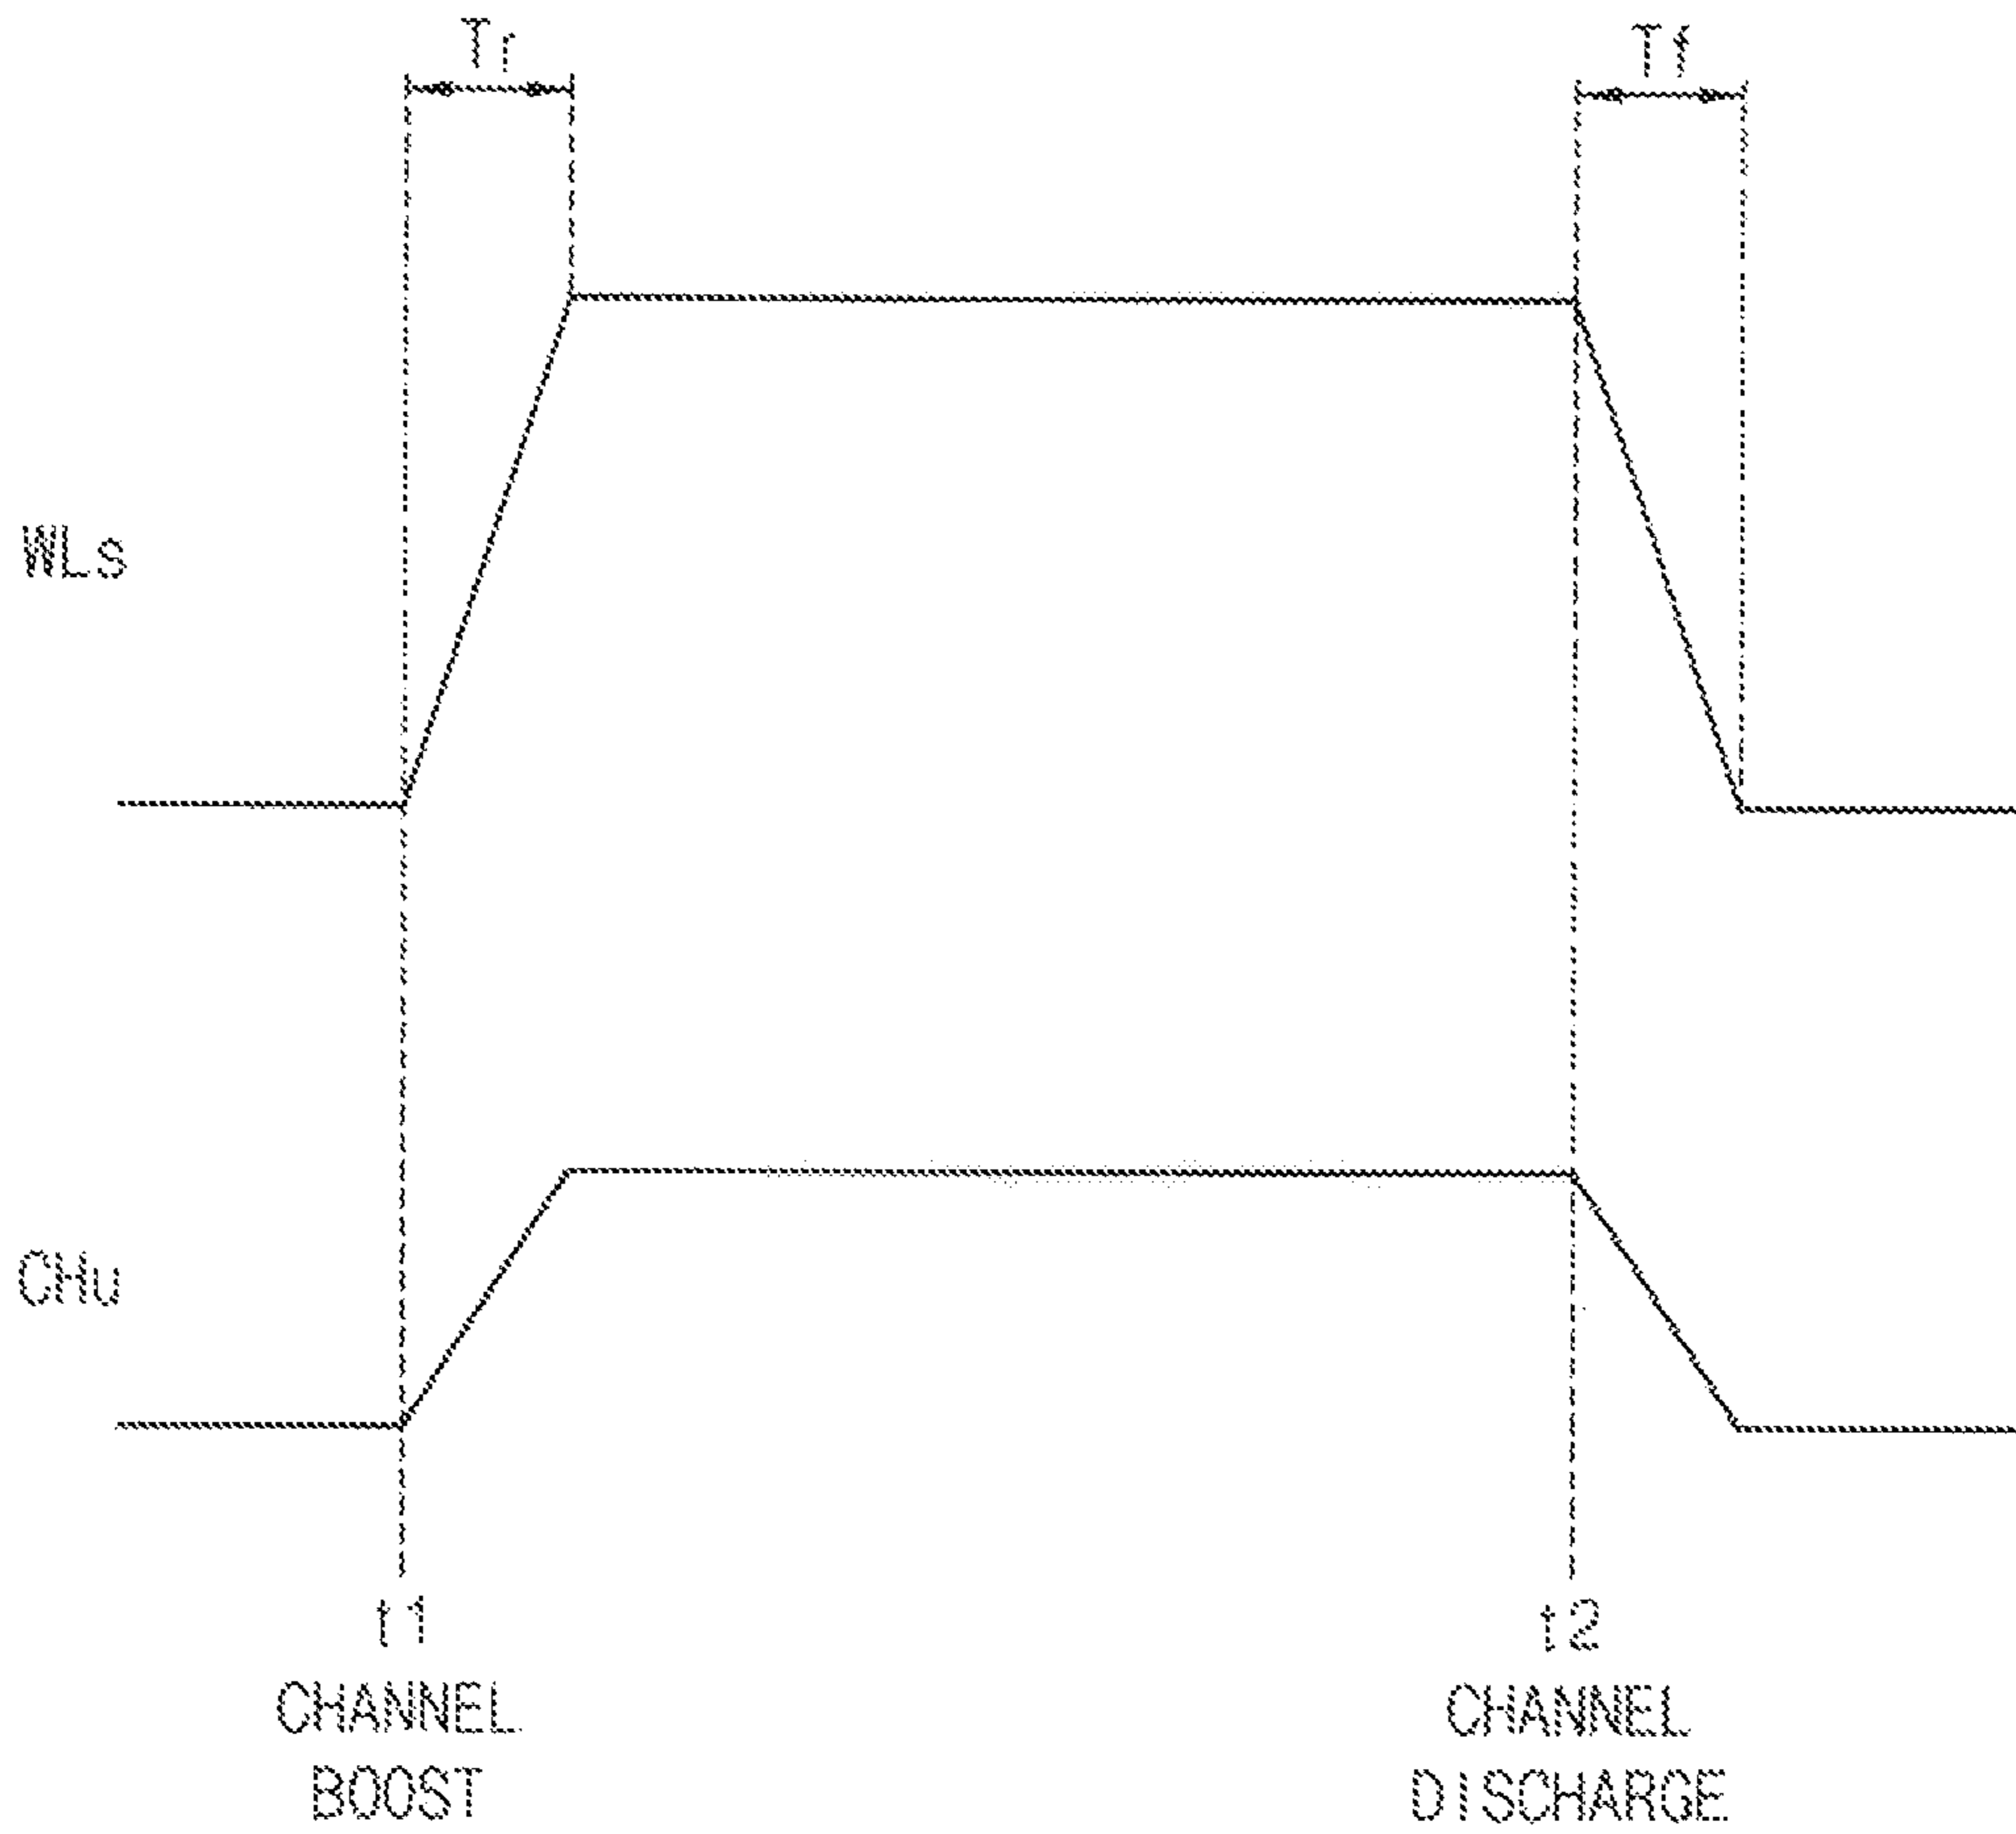 Tr
Tf
WLs
CHu
t1
CHANNEL
BOOST
t2
CHANNEL
DISCHARGE